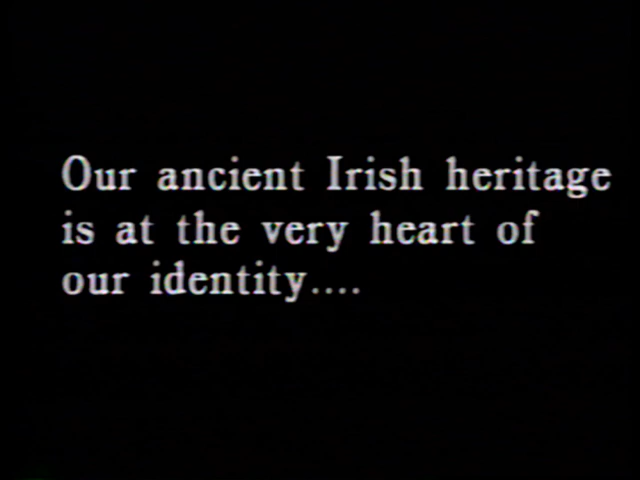 Our ancient Irish heritage
is at the very heart of
our identity....